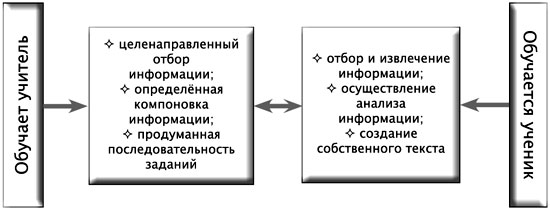 Обучает учитель
✧ целенаправленный
отбор
информации;
✧ определённая
компоновка
информации;
✧ продуманная
последовательность
заданий
✧ отбор и извлечение
информации;
✧ осуществление
анализа
информации;
✧ создание
собственного текста
Обучается ученик